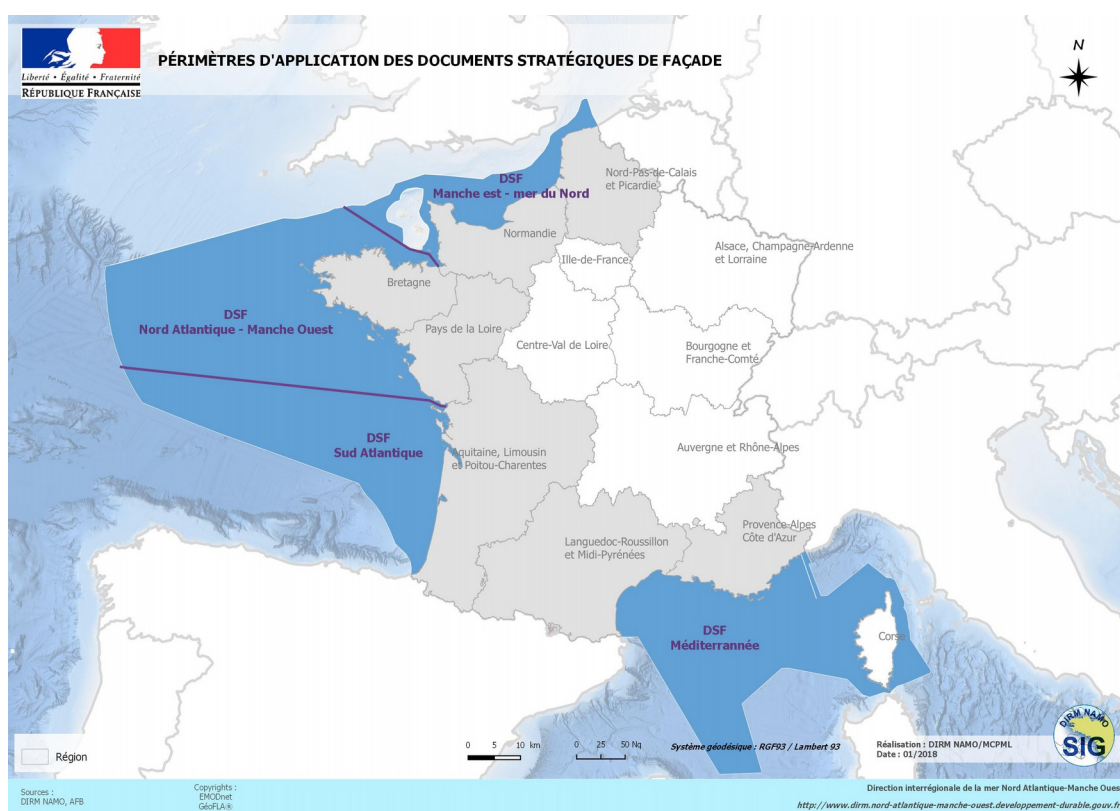 PÉRIMÈTRES D'APPLICATION DES DOCUMENTS STRATÉGIQUES DE FAÇADE
Liberté • Égalité • Fraternité
RÉPUBLIQUE FRANÇAISE
N
DSF
Manche est - mer du Nord
Nord-Pas-de-Calais
et Picardie
Normandie
Ille-de-France
Alsace, Champagne-Ardenne
et Lorraine
Bretagne
DSF
Nord Atlantique - Manche Ouest
Pays de la Loire
Centre-Val de Loire
Bourgogne et
Franche-Comté
DSF
Sud Atlantique
Aquitaine, Limousin
et Poitou-Charentes
Auvergne et Rhône-Alpes
Languedoc-Roussillon
et Midi-Pyrénées
Provence-Alpes
Côte d'Azur
DSF
Méditerrannée
Corse
Région
0 5 10 km
0 25 50 Nq
Système géodésique : RGF93 / Lambert 93
Réalisation : DIRM NAMO/MCPML
Date : 01/2018
DIRM NAMO
SIG
Sources :
DIRM NAMO, AFB
Copyrights :
EMODnet
GéoFLA®
Direction interrégionale de la mer Nord Atlantique-Manche Oues
http://www.dirm.nord-atlantique-manche-ouest.developpement-durable.gouv.f